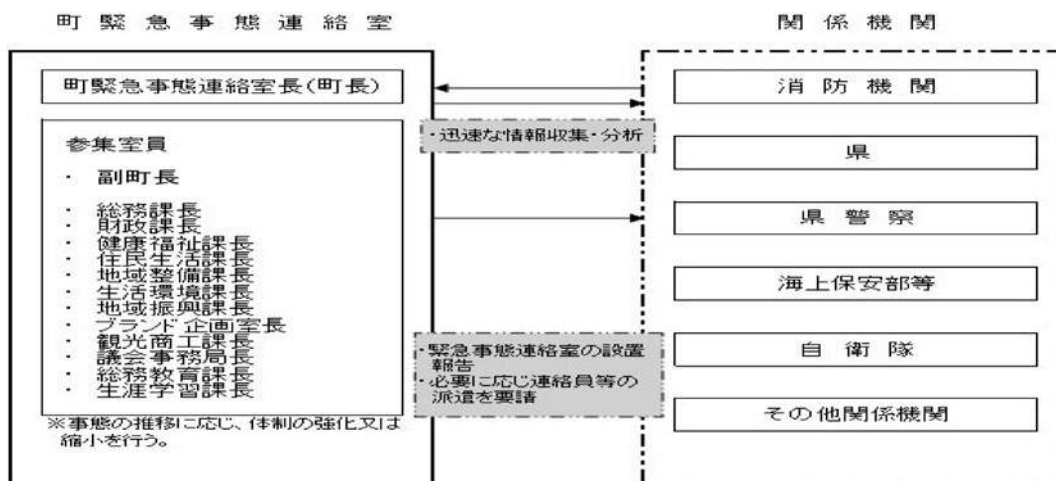 町緊急事態連絡室
関係機関
町緊急事態連絡室長(町長)
参集室員
・ 副町長
・ 総務課長
・ 財政課長
・ 健康福祉課長
・ 住民生活課長
・ 地域整備課長
・ 生活環境課長
・ 地域振興課長
・ ブランド企画室長
・ 観光商工課長
・ 議会事務局長
・ 総務教育課長
・ 生涯学習課長
※事態の推移に応じ、体制の強化又は
縮小を行う。
・迅速な情報収集・分析
・緊急事態連絡室の設置
報告
・必要に応じ連絡員等の
派遣を要請
消防機関
県
県警察
海上保安部等
自衛隊
その他関係機関